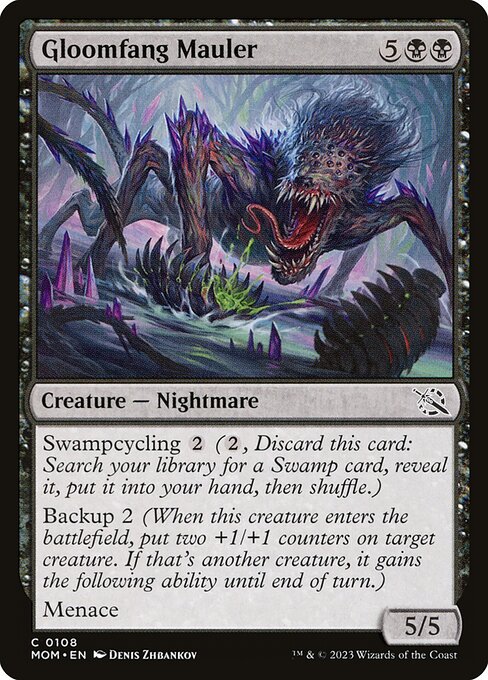 Gloomfang Mauler 5
Creature — Nightmare
Swampcycling 2 (2, Discard this card:
Search your library for a Swamp card, reveal
it, put it into your hand, then shuffle.)
Backup 2 (When this creature enters the
battlefield, put two +1/+1 counters on target
creature. If that's another creature, it gains
the following ability until end of turn.)
Menace
5/5
C 0108
MOM • EN Denis Zhbankov
™ & © 2023 Wizards of the Coast